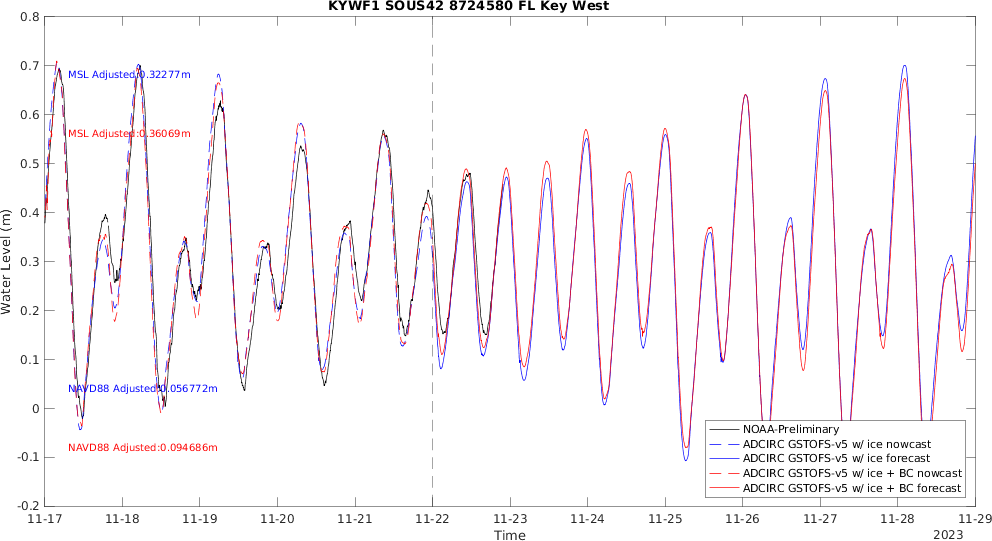 KYWF1 SOUS42 8724580 FL Key West
0.8
0.7
0.6
0.5
0.4
0.3
0.2
0.1
0
-0.1
-0.2
Water Level (m)
MSL Adjusted:0.32277m
MSL Adjusted:0.36069m
NAVD88 Adjusted:0.056772m
NAVD88 Adjusted:0.094686m
NOAA-Preliminary
ADCIRC GSTOFS-v5 w/ ice nowcast
ADCIRC GSTOFS-v5 w/ ice forecast
ADCIRC GSTOFS-v5 w/ ice + BC nowcast
ADCIRC GSTOFS-v5 w/ ice + BC forecast
11-17 11-18 11-19 11-20 11-21 11-22 11-23 11-24 11-25 11-26 11-27 11-28 11-29
Time
2023